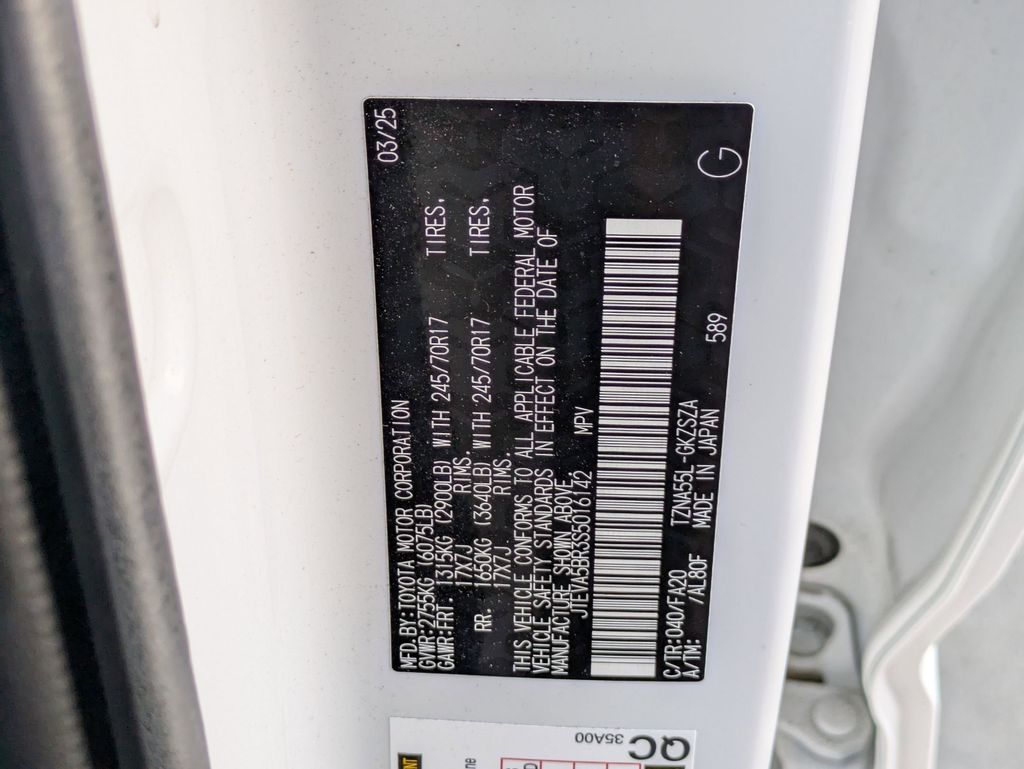 03/25
MFD.BY:TOYOTA MOTOR CORPORATION
GVWR:2755KG (6075LB)
GAWR:FRT 1315KG (2900LB) WITH 245/70R17 TIRES,
17X7J RIMS,
RR. 1650KG (3640LB) WITH 245/70R17 TIRES,
17X7J RIMS.
THIS VEHICLE CONFORMS TO ALL APPLICABLE FEDERAL MOTOR
VEHICLE SAFETY STANDARDS IN EFFECT ON THE DATE OF
MANUFACTURE SHOWN ABOVE.
JTEVA5BR3S5016142 MPV
C/TR:040/FA20 TZNA55L-GKZSZA 589
A/TM: /AL80F MADE IN JAPAN
G
35A00
QC